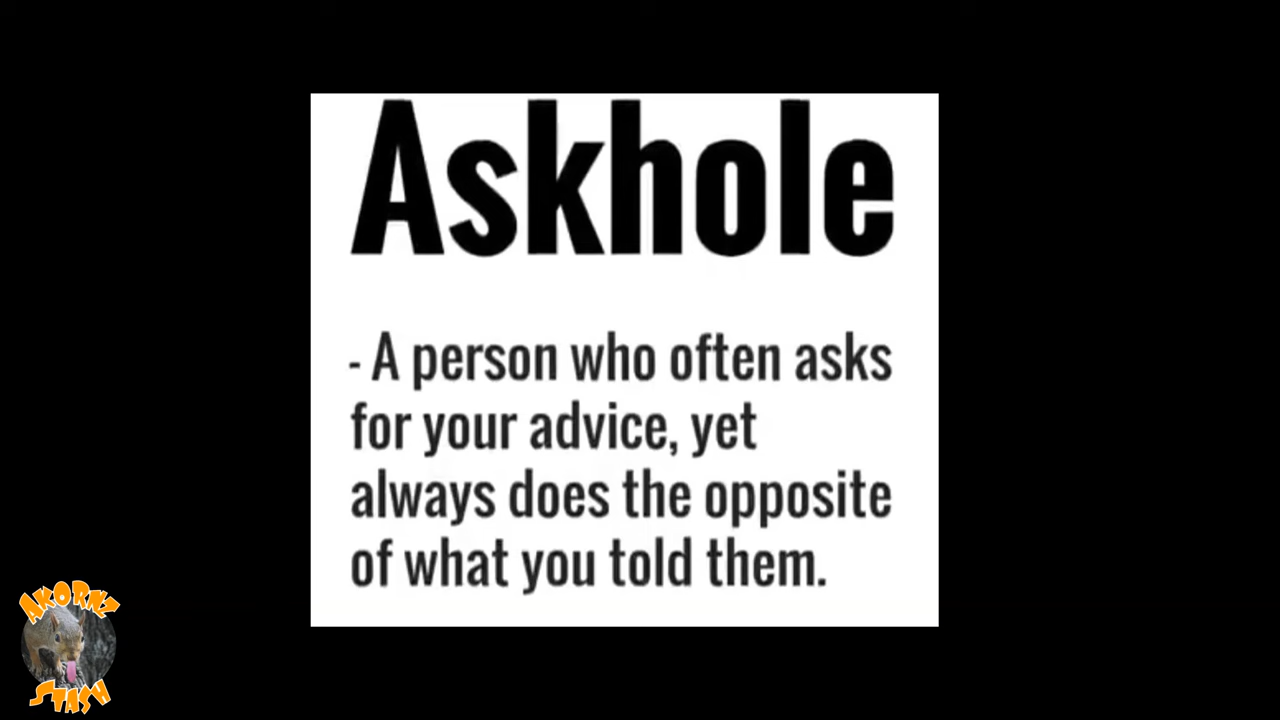 Askhole
- A person who often asks
for your advice, yet
always does the opposite
of what you told them.
AKORNZ
STASH